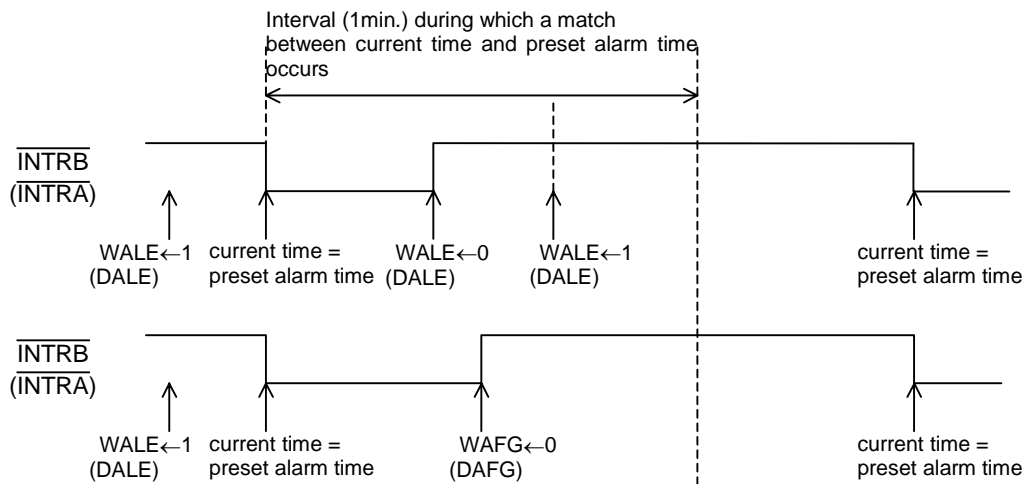 Interval (1min.) during which a match
between current time and preset alarm time
occurs
INTRB
(INTRA)
WALE←1 current time = WALE←0 WALE←1 current time =
(DALE) preset alarm time (DALE) (DALE) preset alarm time
INTRB
(INTRA)
WALE←1 current time = WAFG←0 current time =
(DALE) preset alarm time (DAFG) preset alarm time